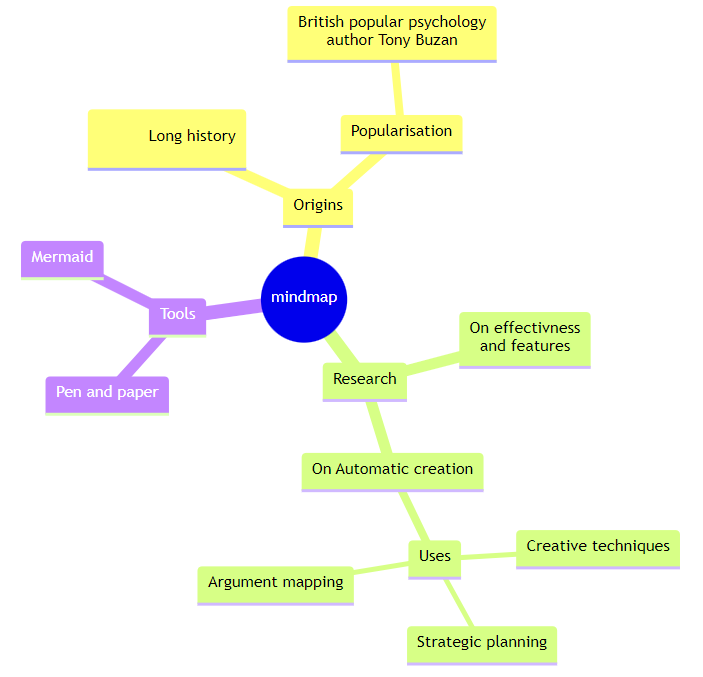 British popular psychology
author Tony Buzan
Long history
Popularisation
Origins
Mermaid
mindmap
Tools
On effectivness
and features
Research
Pen and paper
On Automatic creation
Creative techniques
Uses
Argument mapping
Strategic planning